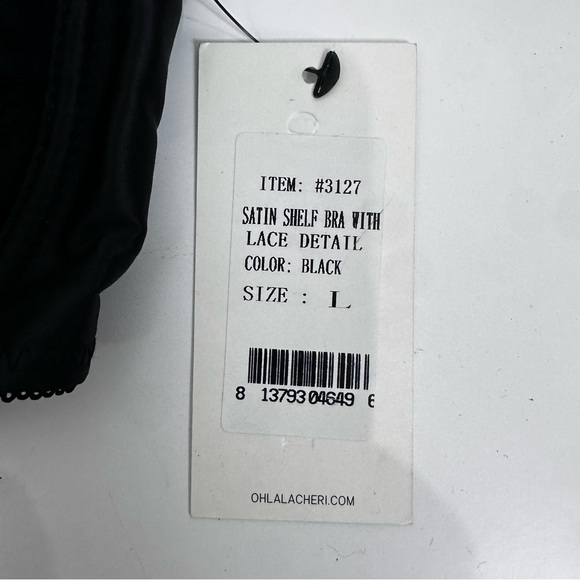 ITEM: #3127
SATIN SHELF BRA WITH
LACE DETAIL
COLOR: BLACK
SIZE : L
8 13793 04649 6
OHLALACHERI.COM